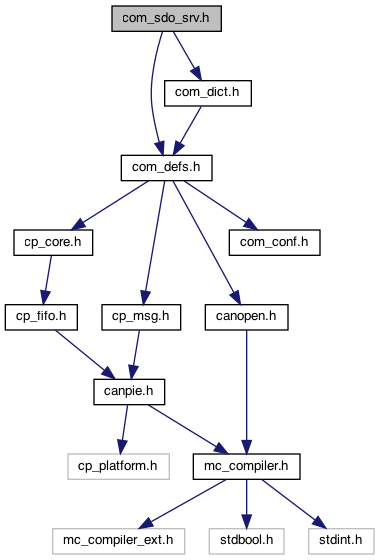 com_sdo_srv.h
com_dict.h
com_defs.h
cp_core.h
com_conf.h
cp_fifo.h
cp_msg.h
canopen.h
canpie.h
cp_platform.h
mc_compiler.h
mc_compiler_ext.h
stdbool.h
stdint.h